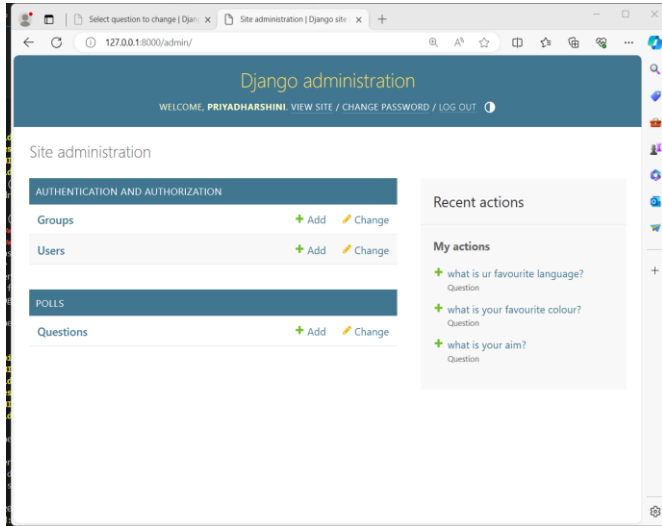 Select question to change | Djan
Site administration | Django site
127.0.0.1:8000/admin/
Django administration
WELCOME, PRIYADHARSHINI. VIEW SITE / CHANGE PASSWORD / LOG OUT
Site administration
AUTHENTICATION AND AUTHORIZATION
Groups + Add Change
Users + Add Change
POLLS
Questions + Add Change
Recent actions
My actions
+ what is ur favourite language?
Question
+ what is your favourite colour?
Question
+ what is your aim?
Question